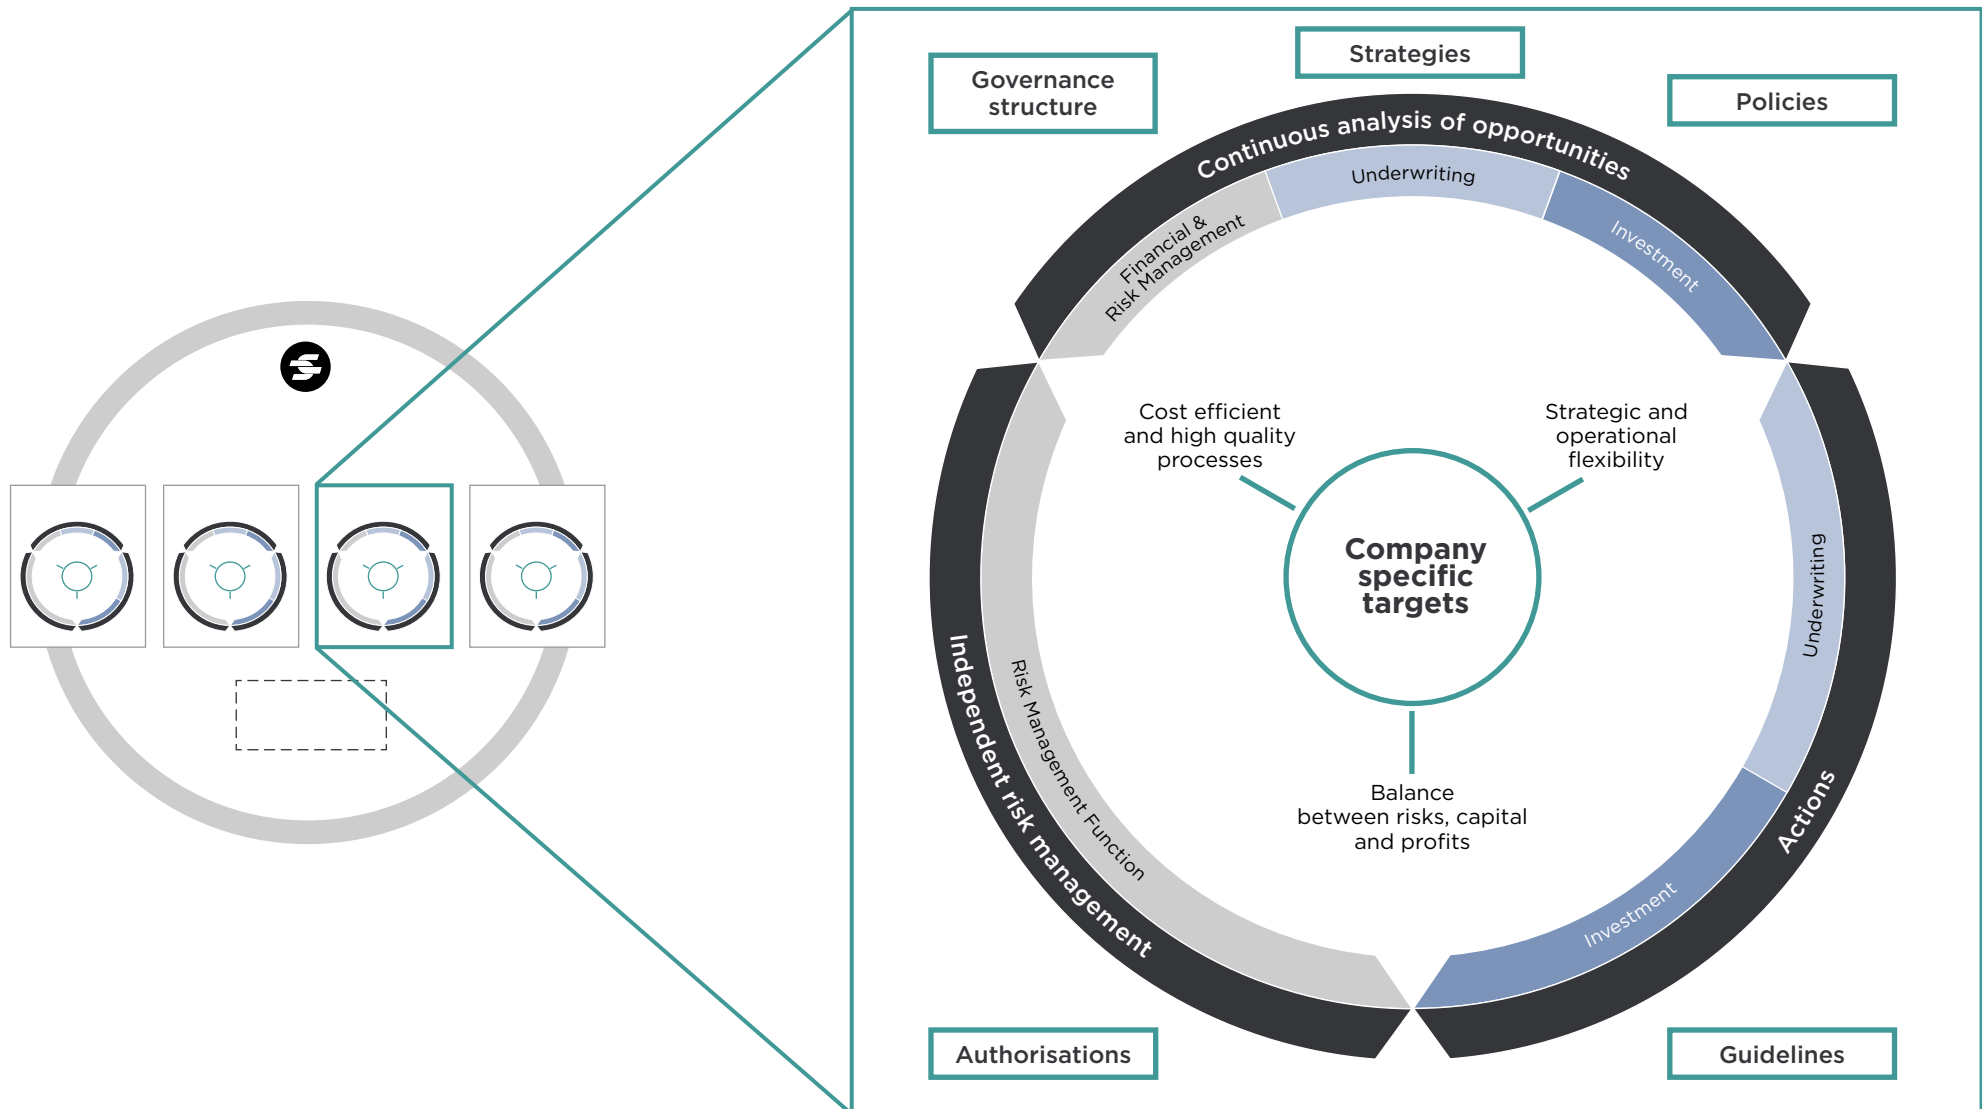 Governance
structure
Strategies
Policies
Continuous analysis of opportunities
Financial &
Risk Management
Underwriting
Investment
Cost efficient
and high quality
processes
Strategic and
operational
flexibility
Company
specific
targets
Balance
between risks, capital
and profits
Independent risk management
Risk Management Function
Underwriting
Investment
Actions
Authorisations
Guidelines